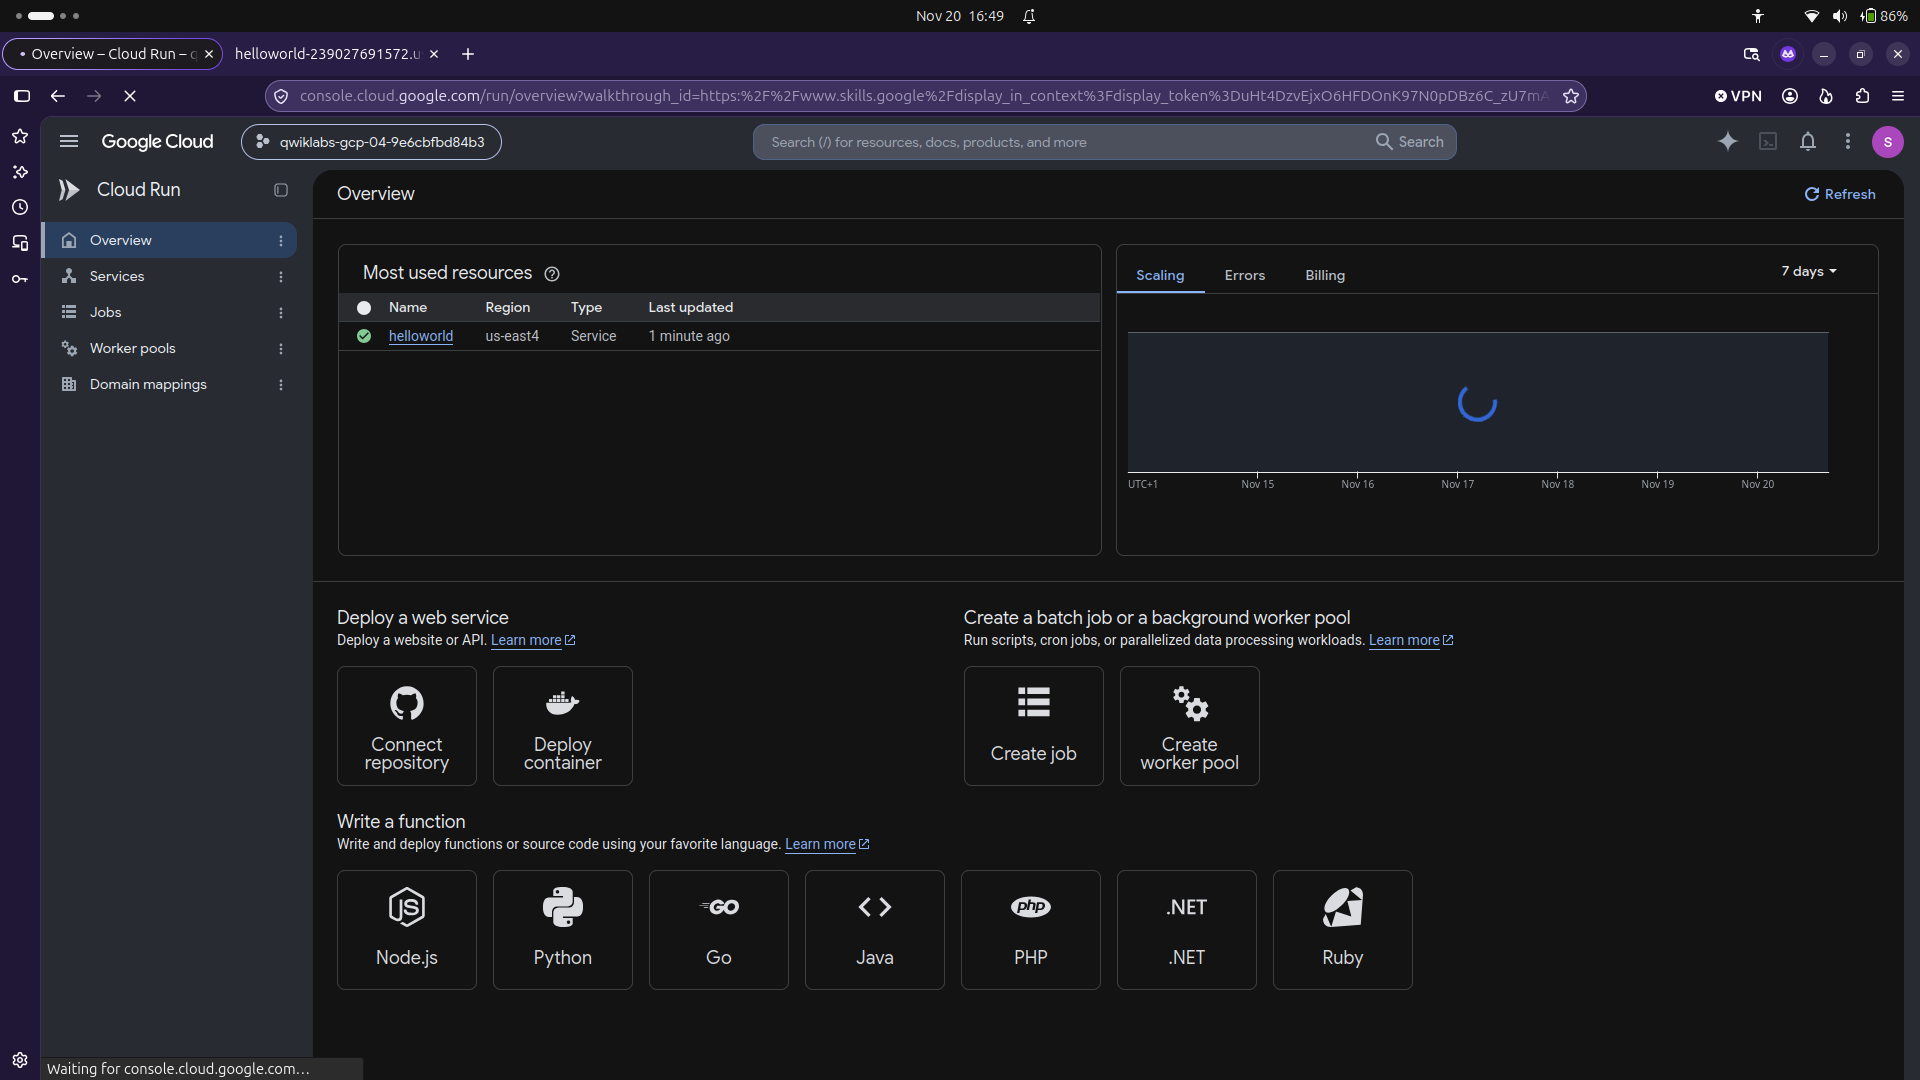 Nov 20 16:49
86%
Overview – Cloud Run – q
helloworld-239027691572.u
console.cloud.google.com/run/overview?walkthrough_id=https:%2F%2Fwww.skills.google%2Fdisplay_in_context%3Fdisplay_token%3DuHt4DzvEjxO6HFDOnK97N0pDBz6C_zU7mA
VPN
Google Cloud
qwiklabs-gcp-04-9e6cbfbd84b3
Search (/) for resources, docs, products, and more
Search
S
Cloud Run
Overview
Services
Jobs
Worker pools
Domain mappings
Overview
Refresh
Most used resources
Name Region Type Last updated
helloworld us-east4 Service 1 minute ago
Scaling Errors Billing
7 days
UTC+1 Nov 15 Nov 16 Nov 17 Nov 18 Nov 19 Nov 20
Deploy a web service
Deploy a website or API. Learn more
Connect
repository
Deploy
container
Create a batch job or a background worker pool
Run scripts, cron jobs, or parallelized data processing workloads. Learn more
Create job
Create
worker pool
Write a function
Write and deploy functions or source code using your favorite language. Learn more
JS
Node.js
Python
GO
Go
Java
php
PHP
.NET
.NET
Ruby
Waiting for console.cloud.google.com…